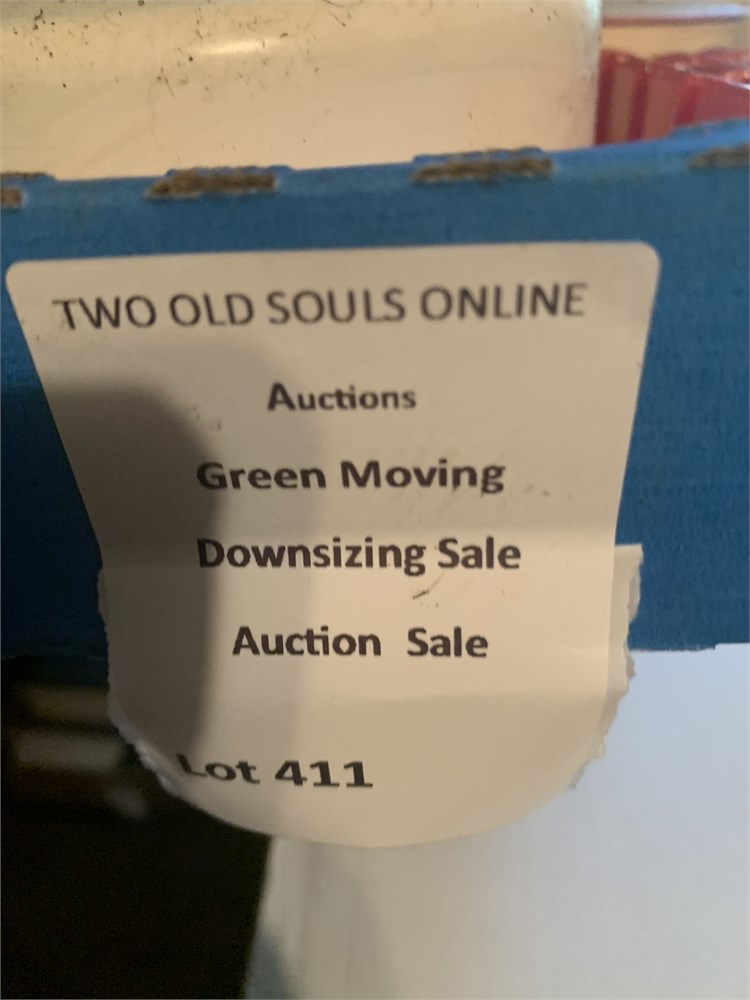 TWO OLD SOULS ONLINE
Auctions
Green Moving
Downsizing Sale
Auction Sale
Lot 411